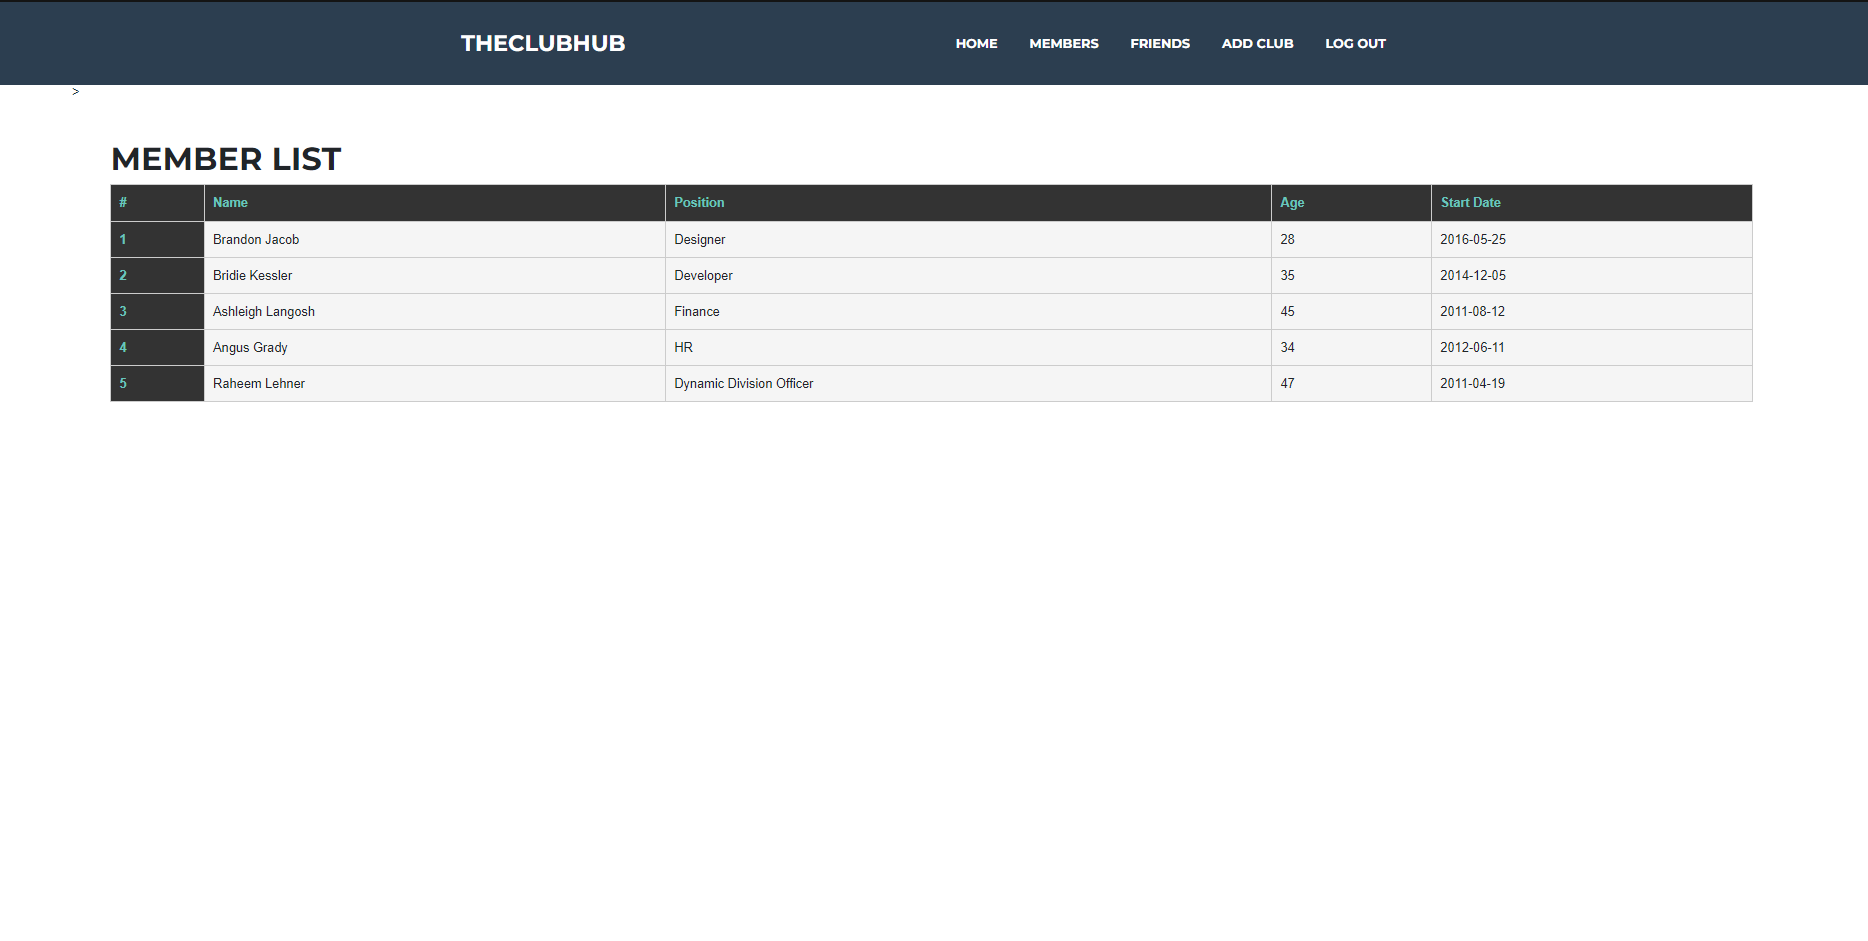 THECLUBHUB HOME MEMBERS FRIENDS ADD CLUB LOG OUT
>
MEMBER LIST
# Name Position Age Start Date
1 Brandon Jacob Designer 28 2016-05-25
2 Bridie Kessler Developer 35 2014-12-05
3 Ashleigh Langosh Finance 45 2011-08-12
4 Angus Grady HR 34 2012-06-11
5 Raheem Lehner Dynamic Division Officer 47 2011-04-19